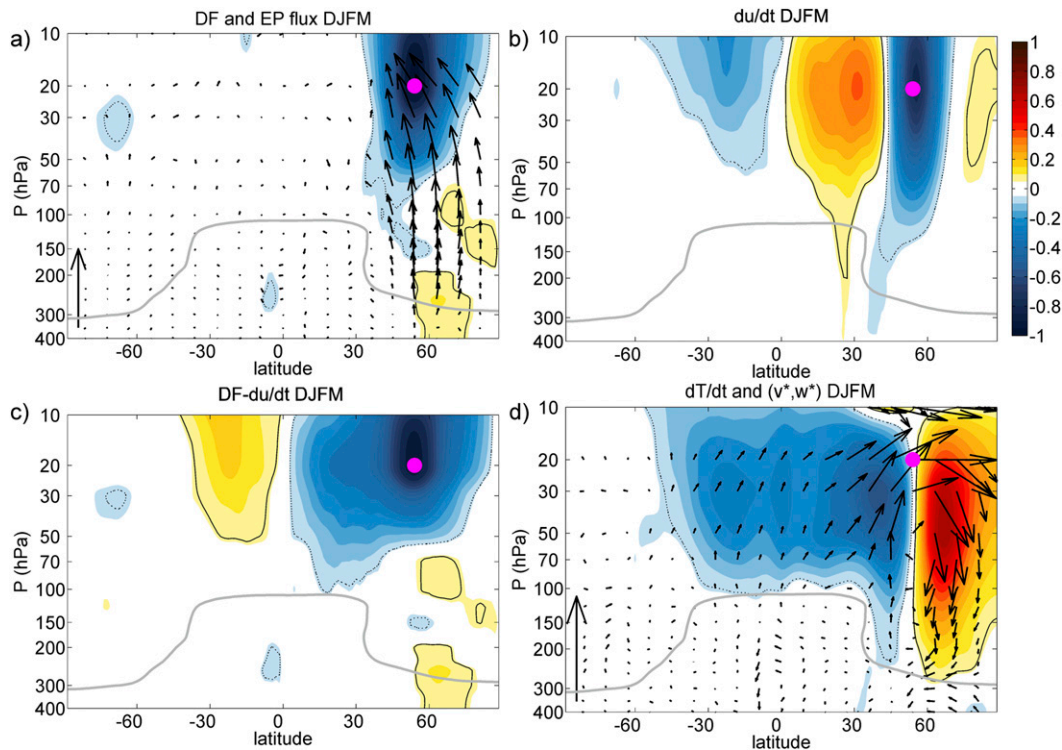 DF and EP flux DJFM
a)
P (hPa)
10
20
30
50
70
100
150
200
300
400
-60 -30 0 30 60
latitude
du/dt DJFM
b)
P (hPa)
10
20
30
50
70
100
150
200
300
400
-60 -30 0 30 60
latitude
1
0.8
0.6
0.4
0.2
0
-0.2
-0.4
-0.6
-0.8
-1
DF-du/dt DJFM
c)
P (hPa)
10
20
30
50
70
100
150
200
300
400
-60 -30 0 30 60
latitude
dT/dt and (v*,w*) DJFM
d)
P (hPa)
10
20
30
50
70
100
150
200
300
400
-60 -30 0 30 60
latitude